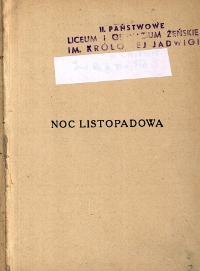 II. PAŃSTWOWE
LICEUM I GIMNAZJUM ŻEŃSKIE
IM. KRÓLOWEJ JADWIGI
NOC LISTOPADOWA